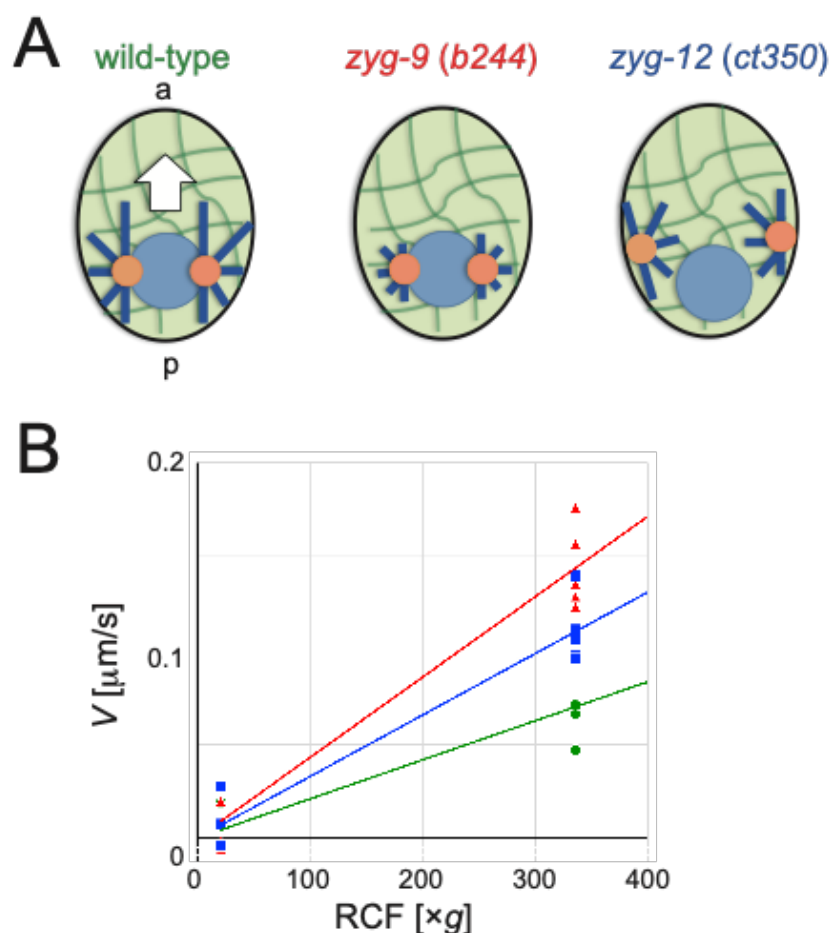 A
wild-type zyg-9 (b244) zyg-12 (ct350)
a
p
B
0.2
0.1
0
V [μm/s]
0 100 200 300 400
RCF [×g]